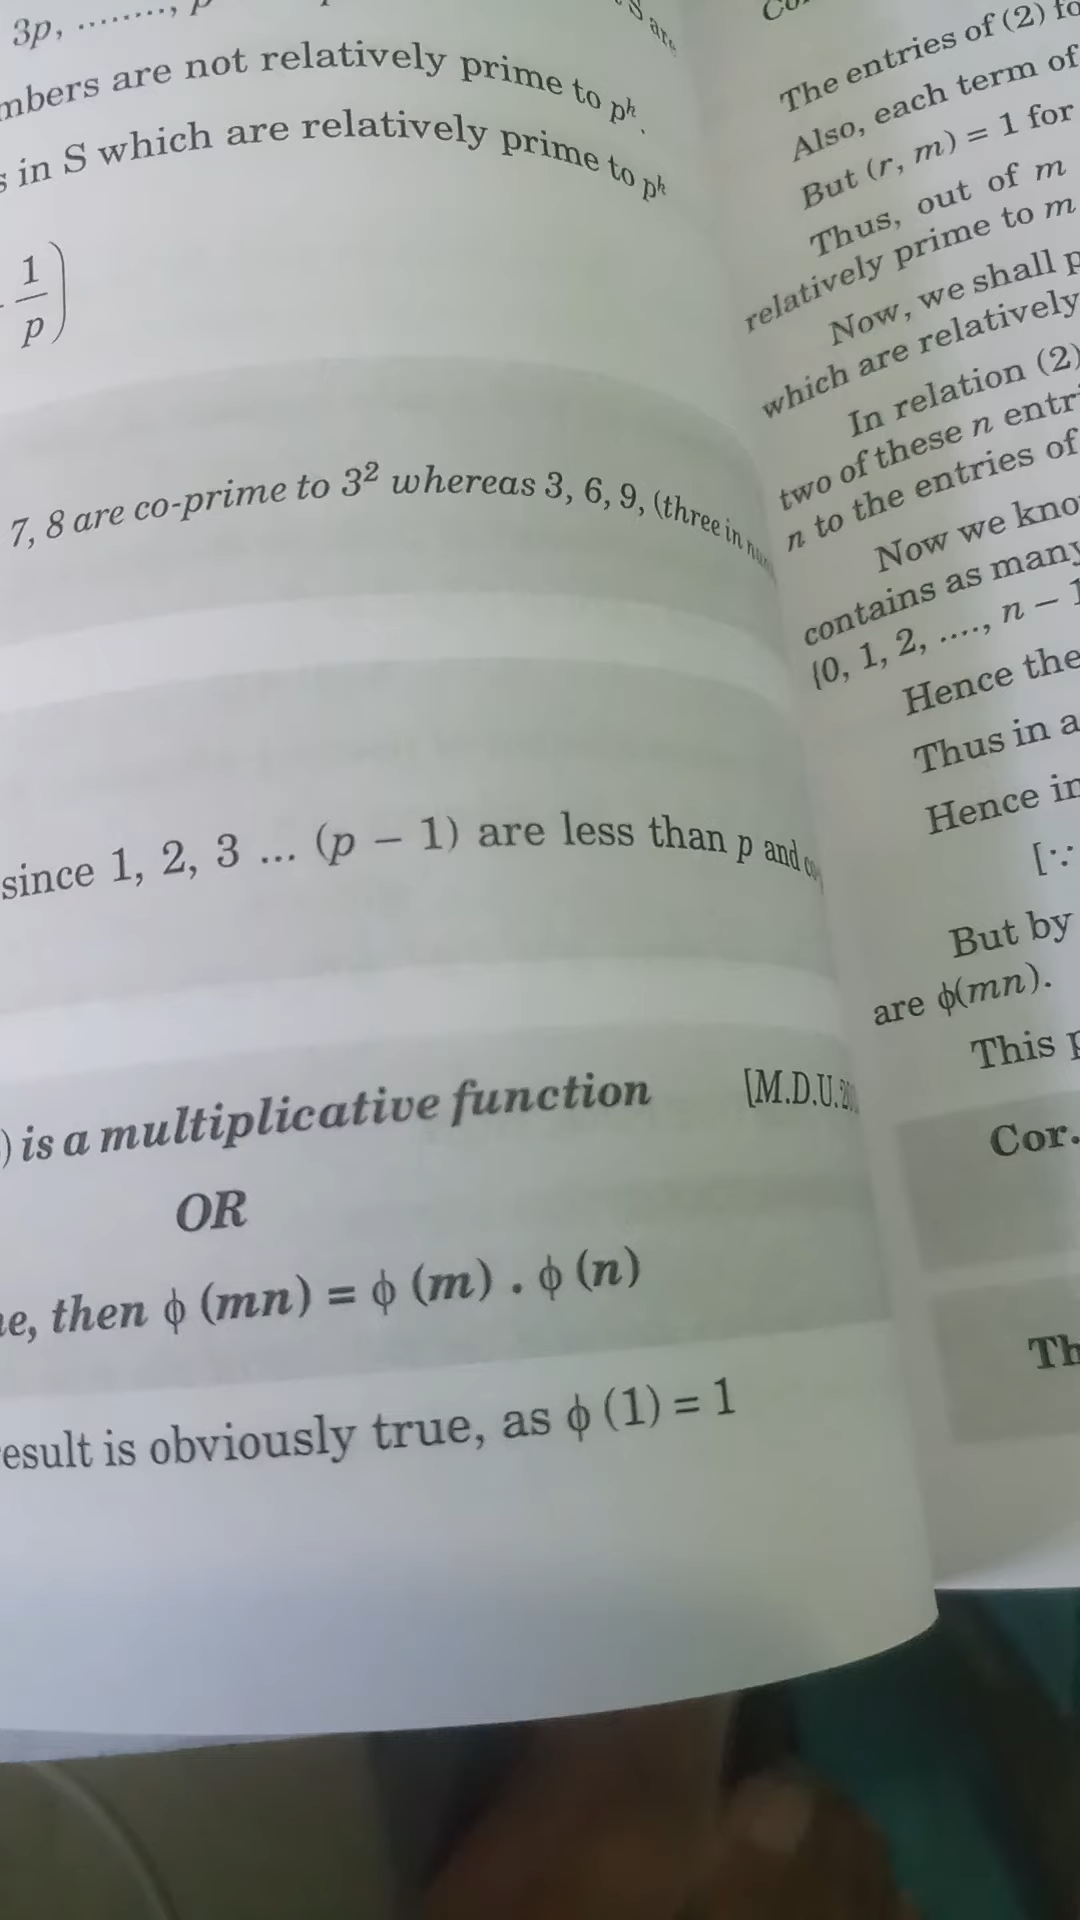 3p, ........., p
mbers are not relatively prime to pʰ.
s in S which are relatively prime to pʰ
1
p )
7, 8 are co-prime to 3² whereas 3, 6, 9, (three in
since 1, 2, 3 ... (p – 1) are less than p and
) is a multiplicative function [M.D.U.
OR
e, then ϕ (mn) = ϕ (m) . ϕ (n)
esult is obviously true, as ϕ (1) = 1
The entries of (2) fo
Also, each term of
But (r, m) = 1 for
Thus, out of m
relatively prime to m
Now, we shall p
which are relatively
In relation (2)
two of these n entri
n to the entries of
Now we kno
contains as many
{0, 1, 2, ...., n – 1
Hence the
Thus in a
Hence in
[∵
But by
are ϕ(mn).
This p
Cor.
Th